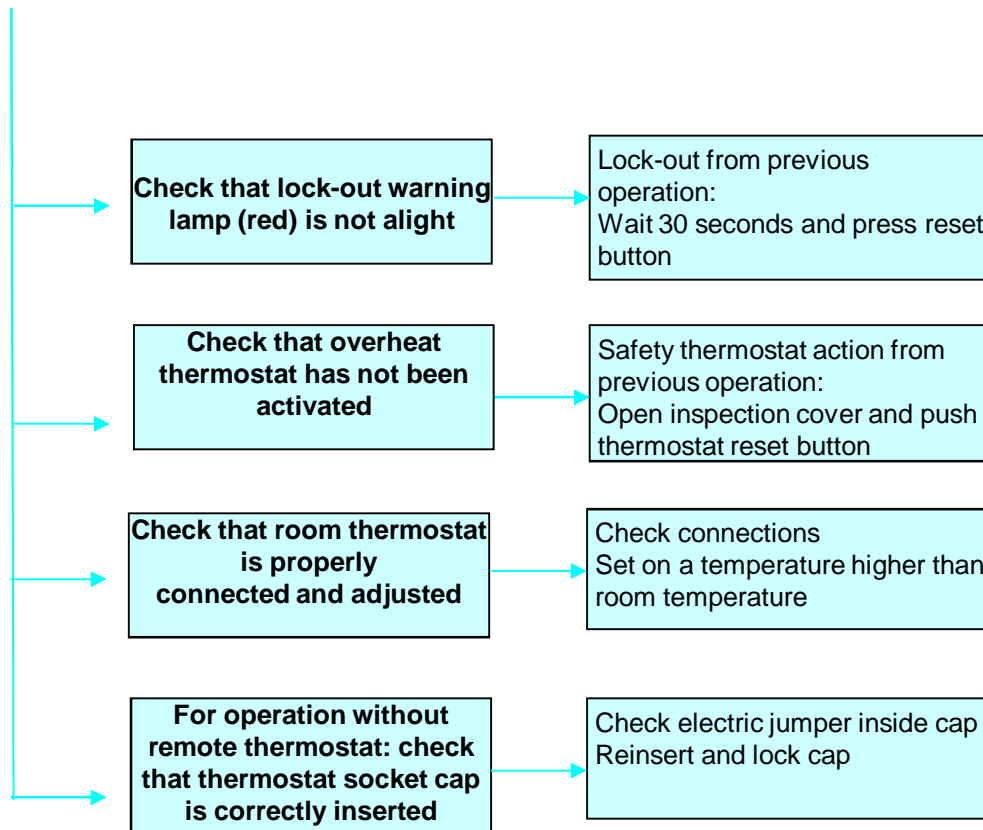 Check that lock-out warning
lamp (red) is not alight
Lock-out from previous
operation:
Wait 30 seconds and press reset
button
Check that overheat
thermostat has not been
activated
Safety thermostat action from
previous operation:
Open inspection cover and push
thermostat reset button
Check that room thermostat
is properly
connected and adjusted
Check connections
Set on a temperature higher than
room temperature
For operation without
remote thermostat: check
that thermostat socket cap
is correctly inserted
Check electric jumper inside cap
Reinsert and lock cap